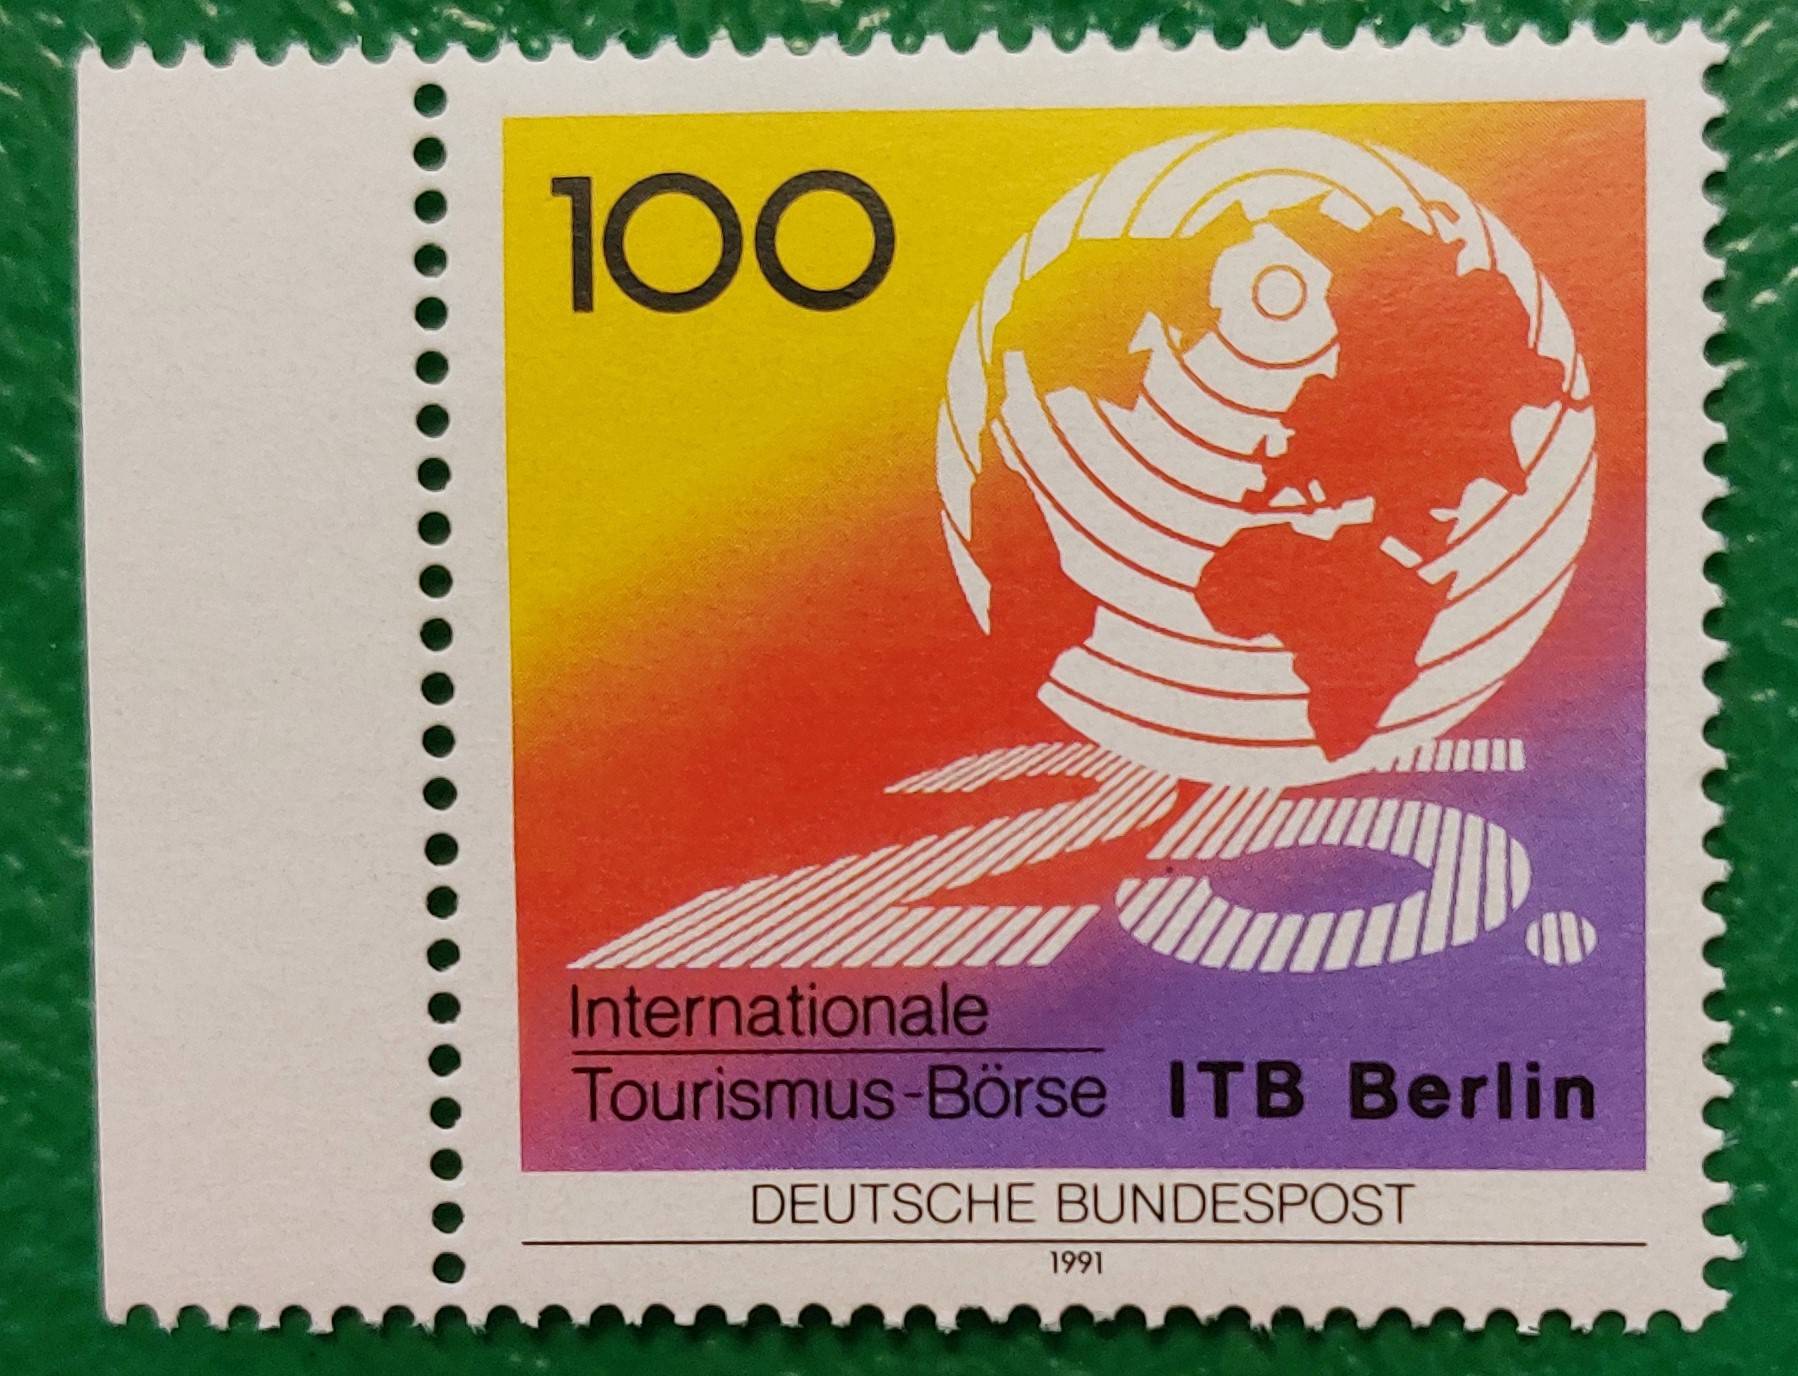 100
25.
Internationale
Tourismus-Börse ITB Berlin
DEUTSCHE BUNDESPOST
1991